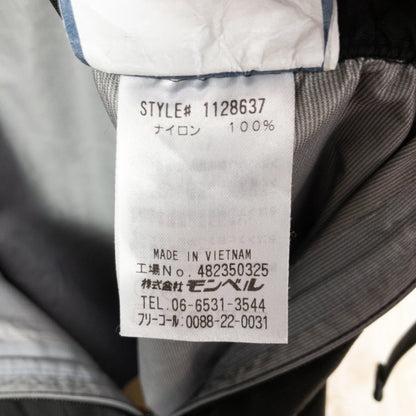 STYLE# 1128637
ナイロン 100%
MADE IN VIETNAM
工場No. 482350325
株式会社 モンベル
TEL. 06-6531-3544
フリーコール: 0088-22-0031